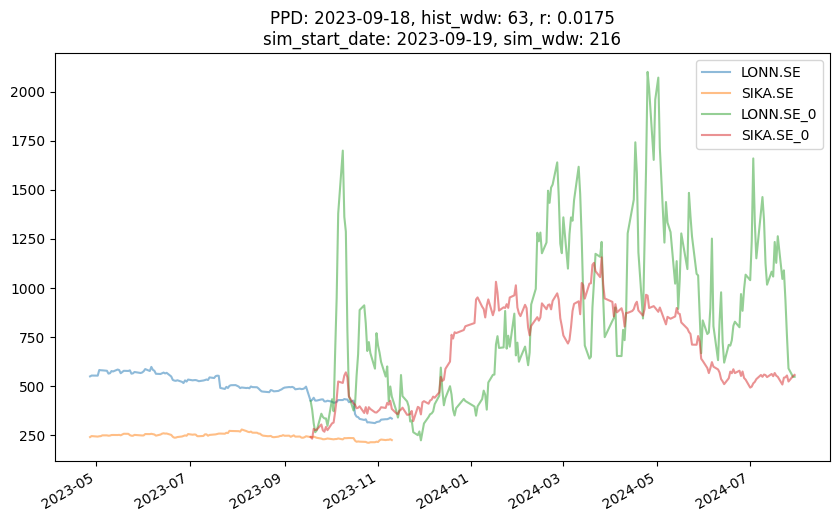 PPD: 2023-09-18, hist_wdw: 63, r: 0.0175
sim_start_date: 2023-09-19, sim_wdw: 216
LONN.SE
SIKA.SE
LONN.SE_0
SIKA.SE_0
2000
1750
1500
1250
1000
750
500
250
2023-05
2023-07
2023-09
2023-11
2024-01
2024-03
2024-05
2024-07